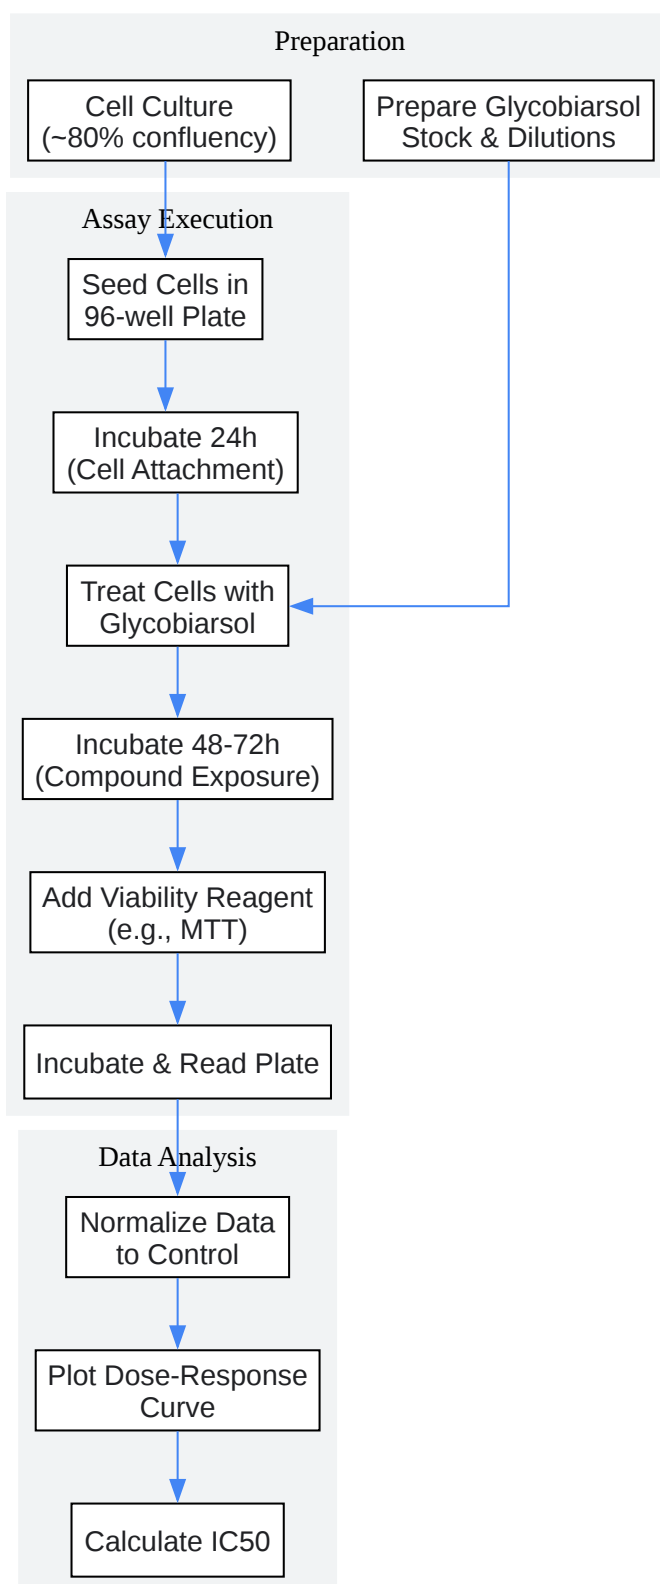 Preparation
Cell Culture
(~80% confluency)
Prepare Glycobiarsol
Stock & Dilutions
Assay Execution
Seed Cells in
96-well Plate
Incubate 24h
(Cell Attachment)
Treat Cells with
Glycobiarsol
Incubate 48-72h
(Compound Exposure)
Add Viability Reagent
(e.g., MTT)
Incubate & Read Plate
Data Analysis
Normalize Data
to Control
Plot Dose-Response
Curve
Calculate IC50